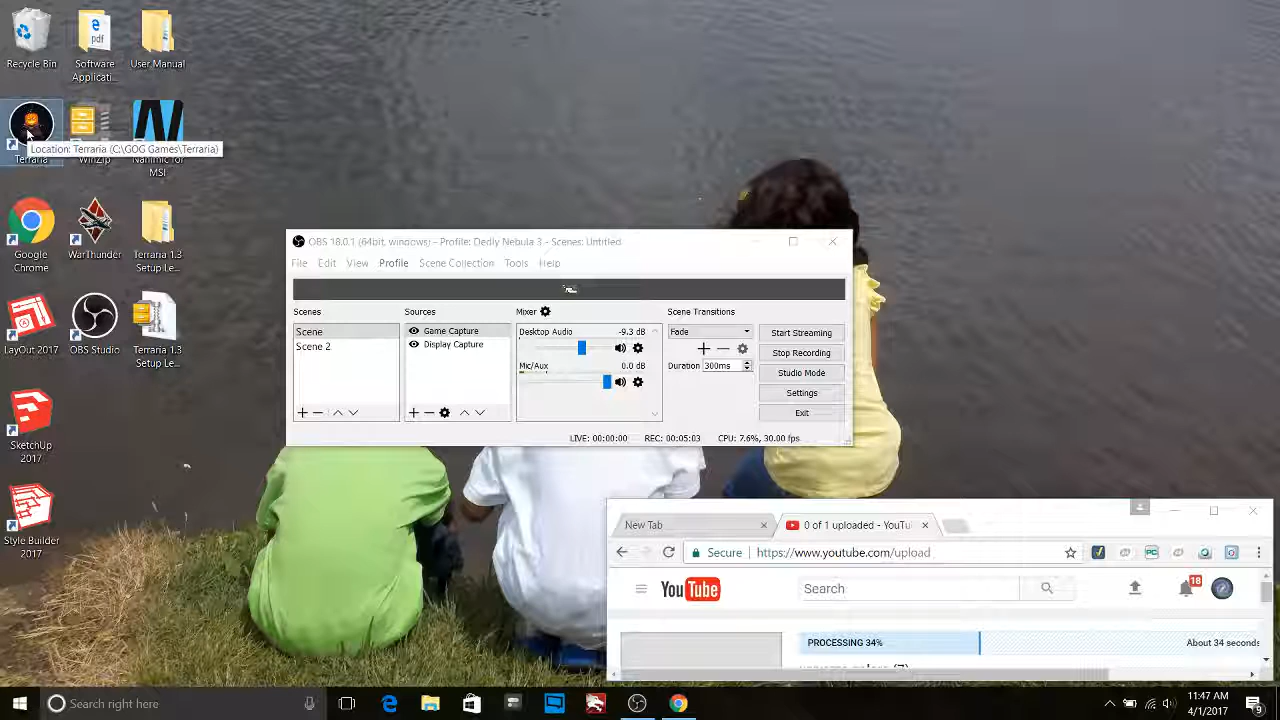 Recycle Bin
Software Applicati...
User Manual
pdf
Terraria
WinZip
Nahimic for MSI
Location: Terraria (C:\GOG Games\Terraria)
Google Chrome
WarThunder
Terraria 1.3 Setup Le...
LayOut 2017
OBS Studio
Terraria 1.3 Setup Le...
SketchUp 2017
Style Builder 2017
OBS 18.0.1 (64bit, windows) - Profile: Dedly Nebula 3 - Scenes: Untitled
File Edit View Profile Scene Collection Tools Help
Scenes
Sources
Mixer
Scene Transitions
Scene
Scene 2
Game Capture
Display Capture
Desktop Audio -9.3 dB
Mic/Aux 0.0 dB
Fade
Duration 300ms
Start Streaming
Stop Recording
Studio Mode
Settings
Exit
LIVE: 00:00:00 REC: 00:05:03 CPU: 7.6%, 30.00 fps
New Tab
0 of 1 uploaded - YouTu
Secure https://www.youtube.com/upload
YouTube
Search
18
PROCESSING 34%
About 34 seconds
Search right here
11:47 AM
4/1/2017